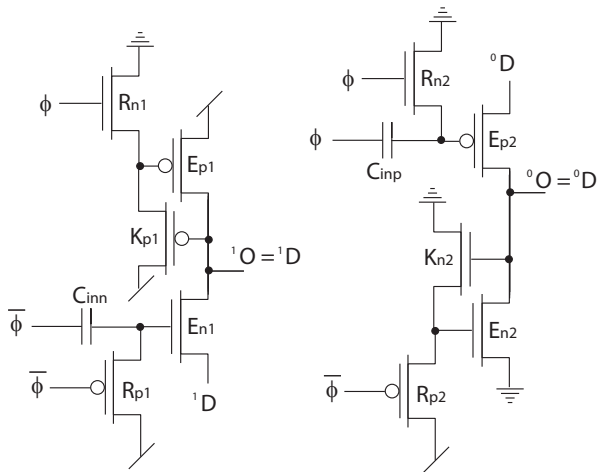 ϕ
Rn1
Ep1
Kp1
¹O = ¹D
Cinn
ϕ̅
En1
ϕ̅
Rp1
¹D
ϕ
Rn2
⁰D
ϕ
Cinp
Ep2
⁰O = ⁰D
Kn2
En2
ϕ̅
Rp2